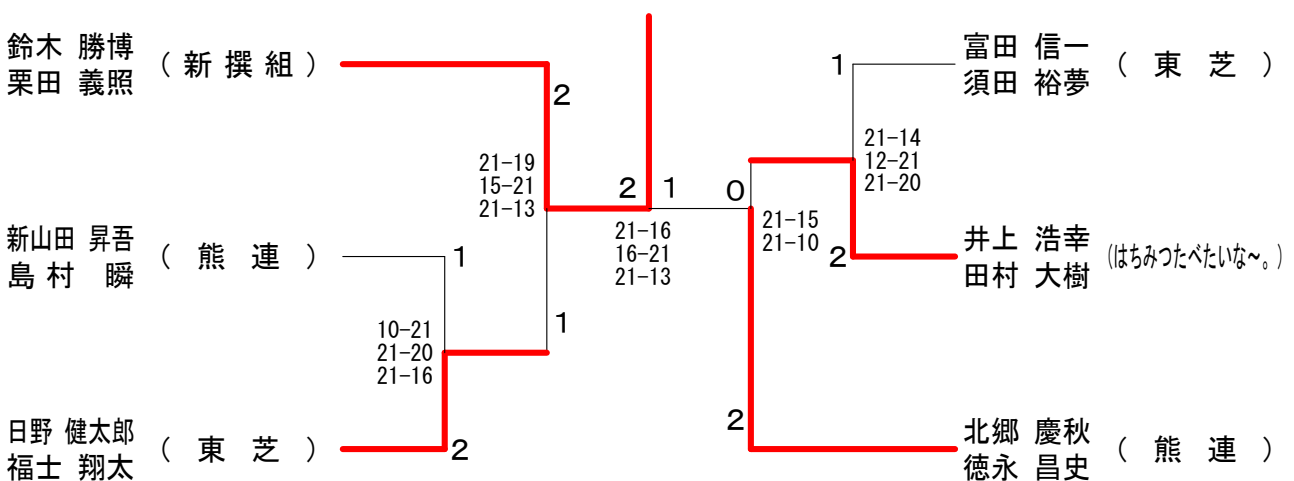 鈴木 勝博
栗田 義照
( 新 撰 組 )
2
21-19
15-21
21-13
新山田 昇吾
島 村 瞬
( 熊 連 )
1
10-21
21-20
21-16
1
日野 健太郎
福士 翔太
( 東 芝 )
2
2
1
21-16
16-21
21-13
0
21-15
21-10
富田 信一
須田 裕夢
( 東 芝 )
1
21-14
12-21
21-20
井上 浩幸
田村 大樹
(はちみつたべたいな~。)
2
北郷 慶秋
徳永 昌史
( 熊 連 )
2